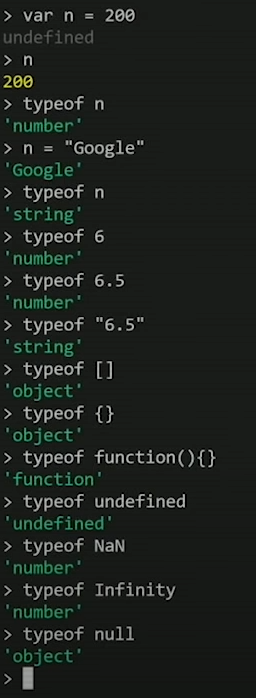 > var n = 200
undefined
> n
200
> typeof n
'number'
> n = "Google"
'Google'
> typeof n
'string'
> typeof 6
'number'
> typeof 6.5
'number'
> typeof "6.5"
'string'
> typeof []
'object'
> typeof {}
'object'
> typeof function(){}
'function'
> typeof undefined
'undefined'
> typeof NaN
'number'
> typeof Infinity
'number'
> typeof null
'object'
>